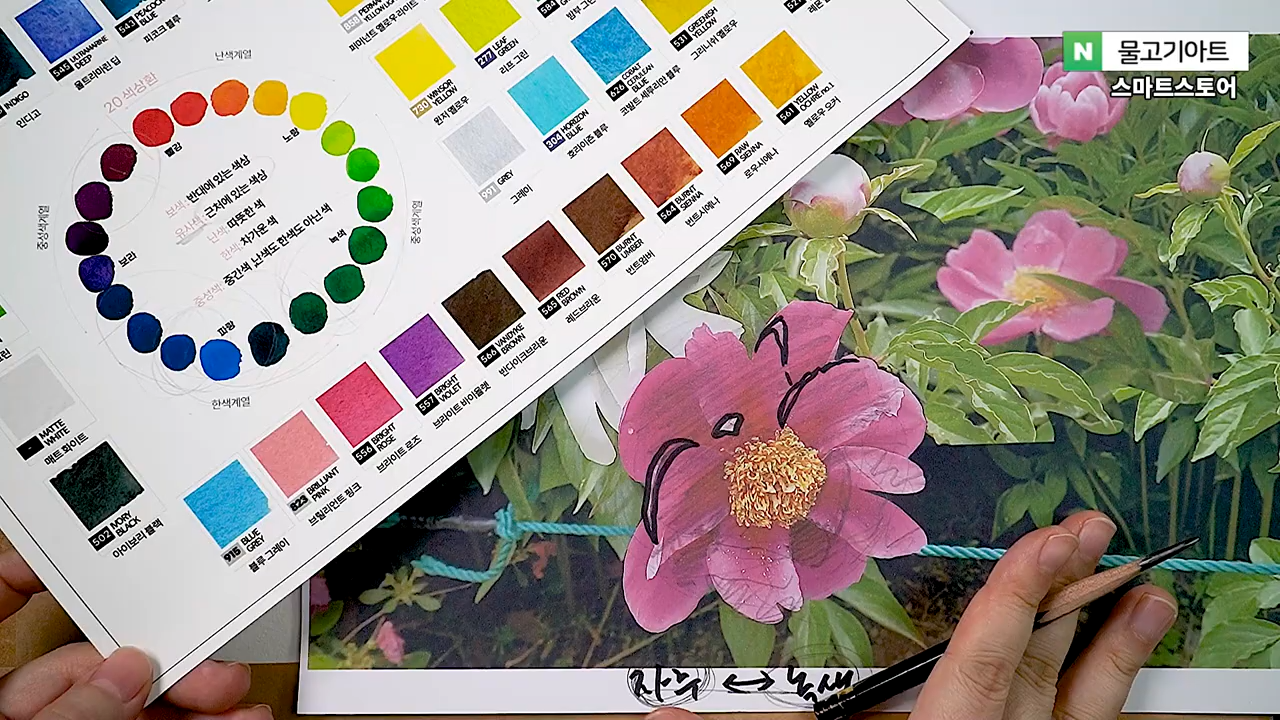 N 물고기아트
스마트스토어
545 ULTRAMARINE DEEP
울트라마린 딥
543 PEACOCK BLUE
피코크 블루
INDIGO
인디고
277 LEAF GREEN
리프 그린
531 GREENISH YELLOW
그리니쉬 옐로우
730 WINSOR YELLOW
윈저 옐로우
626 COBALT CERULEAN BLUE
코발트 세루리안 블루
561 YELLOW OCHRE NO.1
옐로우 오커
991 GREY
그레이
304 HORIZON BLUE
호라이즌 블루
569 RAW SIENNA
로우 시에나
564 BURNT SIENNA
번트 시에나
570 BURNT UMBER
번트 엄버
565 RED BROWN
레드 브라운
566 VANDYKE BROWN
반다이크 브라운
557 BRIGHT VIOLET
브라이트 바이올렛
556 BRIGHT ROSE
브라이트 로즈
823 BRILLIANT PINK
브릴리언트 핑크
915 BLUE GREY
블루 그레이
MATTE WHITE
매트 화이트
502 IVORY BLACK
아이보리 블랙
난색계열
20색상환
빨강
노랑
녹색
파랑
보라
중성색계열
중성색계열
한색계열
보색: 반대에 있는 색상
유사색: 근처에 있는 색상
난색: 따뜻한 색
한색: 차가운 색
중성색: 중간색 난색도 한색도 아닌 색
자주 ↔ 녹색